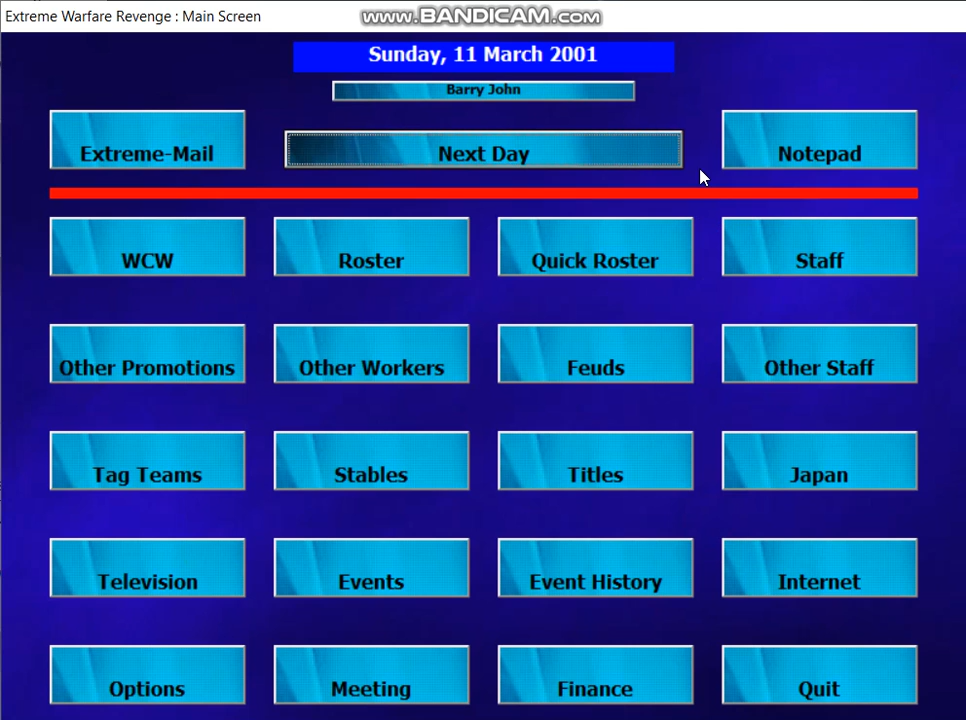 Extreme Warfare Revenge : Main Screen
www.BANDICAM.com
Sunday, 11 March 2001
Barry John
Extreme-Mail
Next Day
Notepad
WCW
Roster
Quick Roster
Staff
Other Promotions
Other Workers
Feuds
Other Staff
Tag Teams
Stables
Titles
Japan
Television
Events
Event History
Internet
Options
Meeting
Finance
Quit